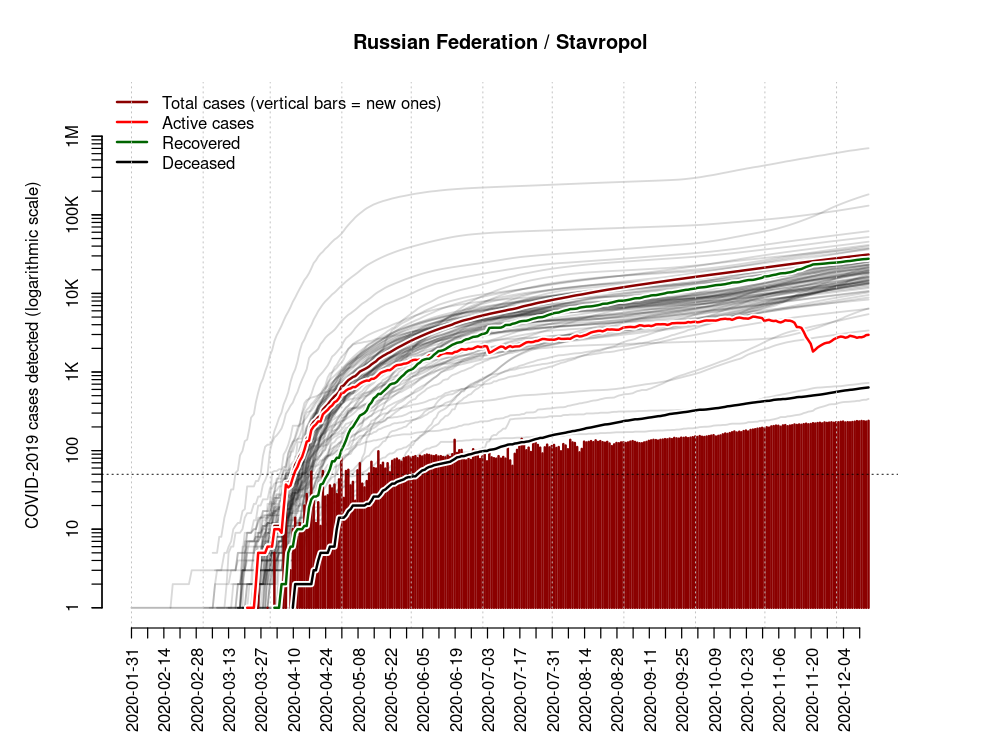 Russian Federation / Stavropol
Total cases (vertical bars = new ones)
Active cases
Recovered
Deceased
COVID-2019 cases detected (logarithmic scale)
1M
100K
10K
1K
100
10
1
2020-01-31
2020-02-14
2020-02-28
2020-03-13
2020-03-27
2020-04-10
2020-04-24
2020-05-08
2020-05-22
2020-06-05
2020-06-19
2020-07-03
2020-07-17
2020-07-31
2020-08-14
2020-08-28
2020-09-11
2020-09-25
2020-10-09
2020-10-23
2020-11-06
2020-11-20
2020-12-04